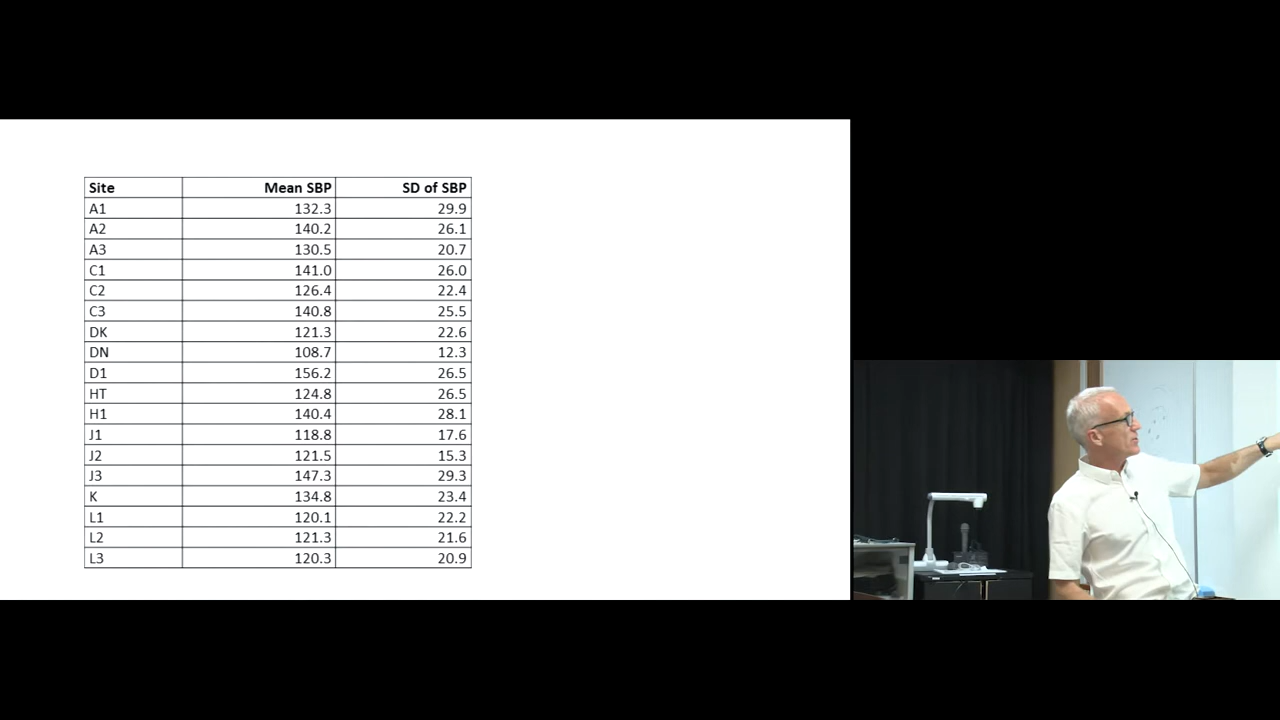 Site Mean SBP SD of SBP
A1 132.3 29.9
A2 140.2 26.1
A3 130.5 20.7
C1 141.0 26.0
C2 126.4 22.4
C3 140.8 25.5
DK 121.3 22.6
DN 108.7 12.3
D1 156.2 26.5
HT 124.8 26.5
H1 140.4 28.1
J1 118.8 17.6
J2 121.5 15.3
J3 147.3 29.3
K 134.8 23.4
L1 120.1 22.2
L2 121.3 21.6
L3 120.3 20.9